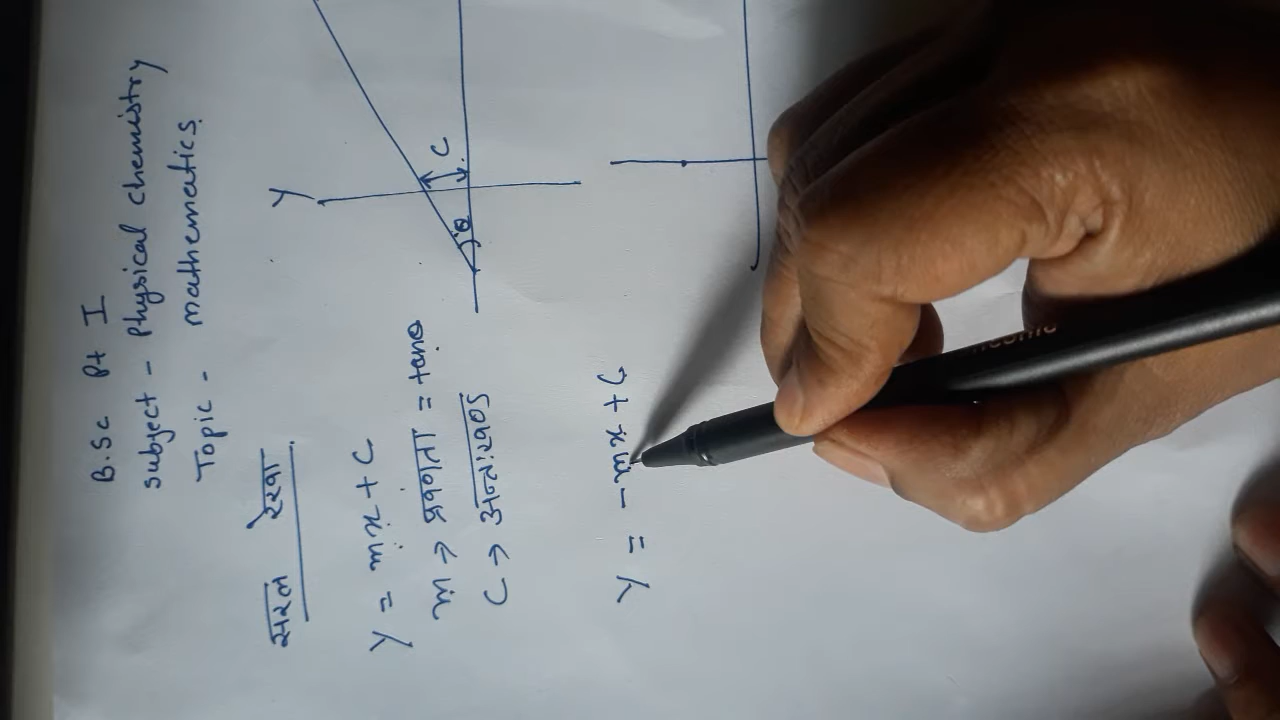 B.Sc Pt I
subject - Physical chemistry
Topic - mathematics.
सरल रेखा
Y = mx + C
m → प्रवणता = tanθ
C → अन्तःखण्ड
Y
C
θ
Y = - mx + C